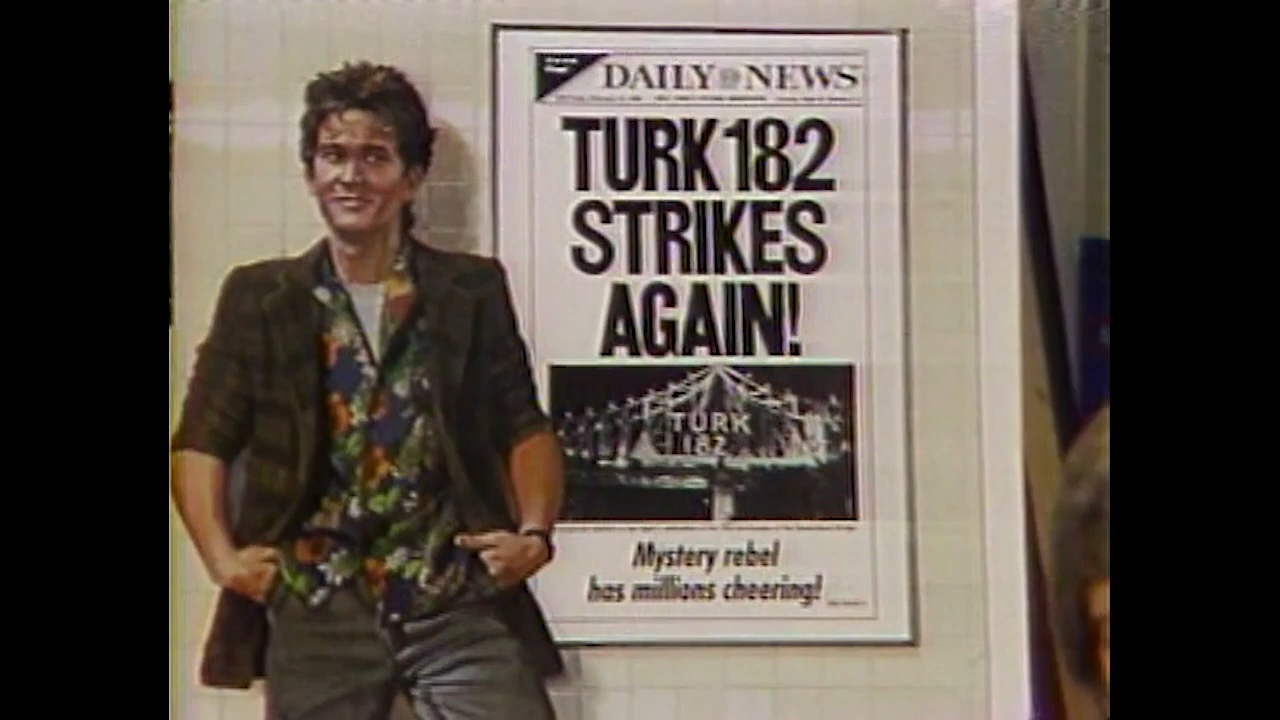 DAILY NEWS
TURK 182
STRIKES
AGAIN!
TURK
182
Mystery rebel
has millions cheering!